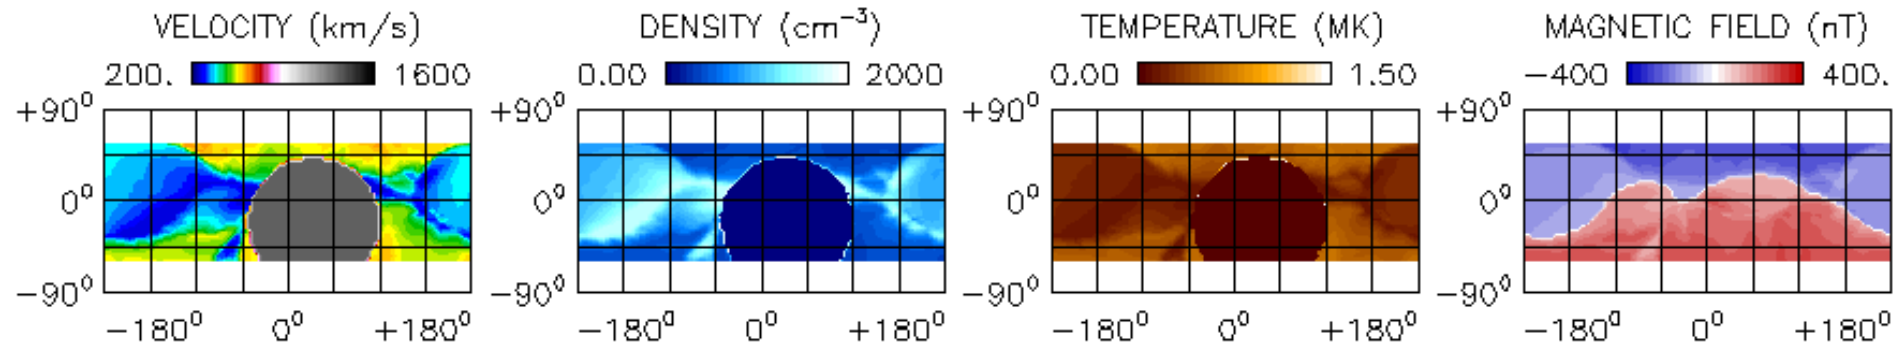 VELOCITY (km/s)
200. 1600
+90⁰
0⁰
−90⁰
−180⁰ 0⁰ +180⁰
DENSITY (cm⁻³)
0.00 2000
+90⁰
0⁰
−90⁰
−180⁰ 0⁰ +180⁰
TEMPERATURE (MK)
0.00 1.50
+90⁰
0⁰
−90⁰
−180⁰ 0⁰ +180⁰
MAGNETIC FIELD (nT)
−400 400.
+90⁰
0⁰
−90⁰
−180⁰ 0⁰ +180⁰